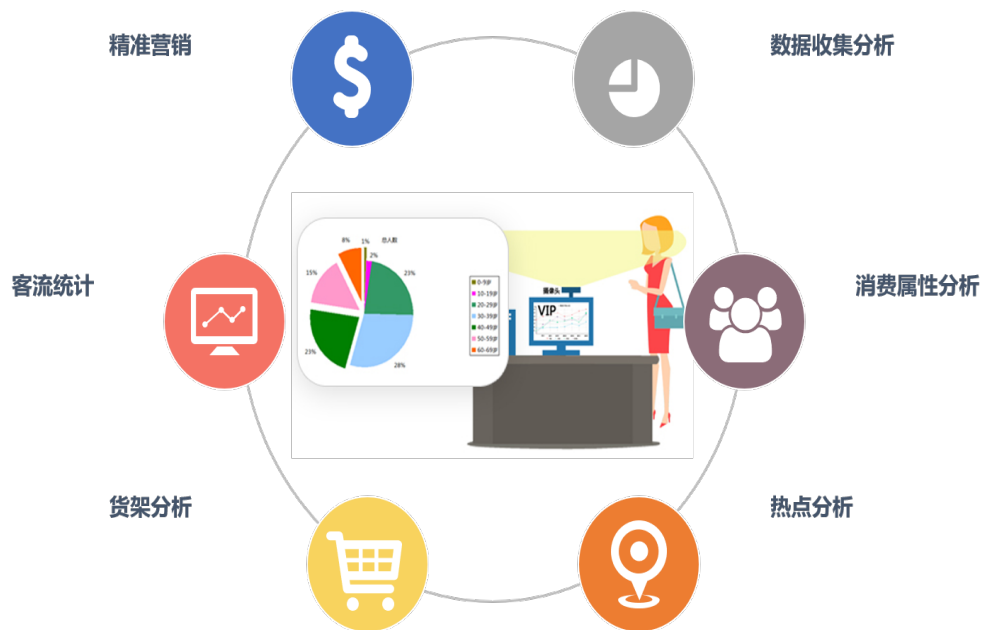 精准营销
数据收集分析
客流统计
消费属性分析
货架分析
热点分析
总人数
8%
1%
2%
15%
23%
23%
28%
0-9岁
10-19岁
20-29岁
30-39岁
40-49岁
50-59岁
60-69岁
摄像头
VIP